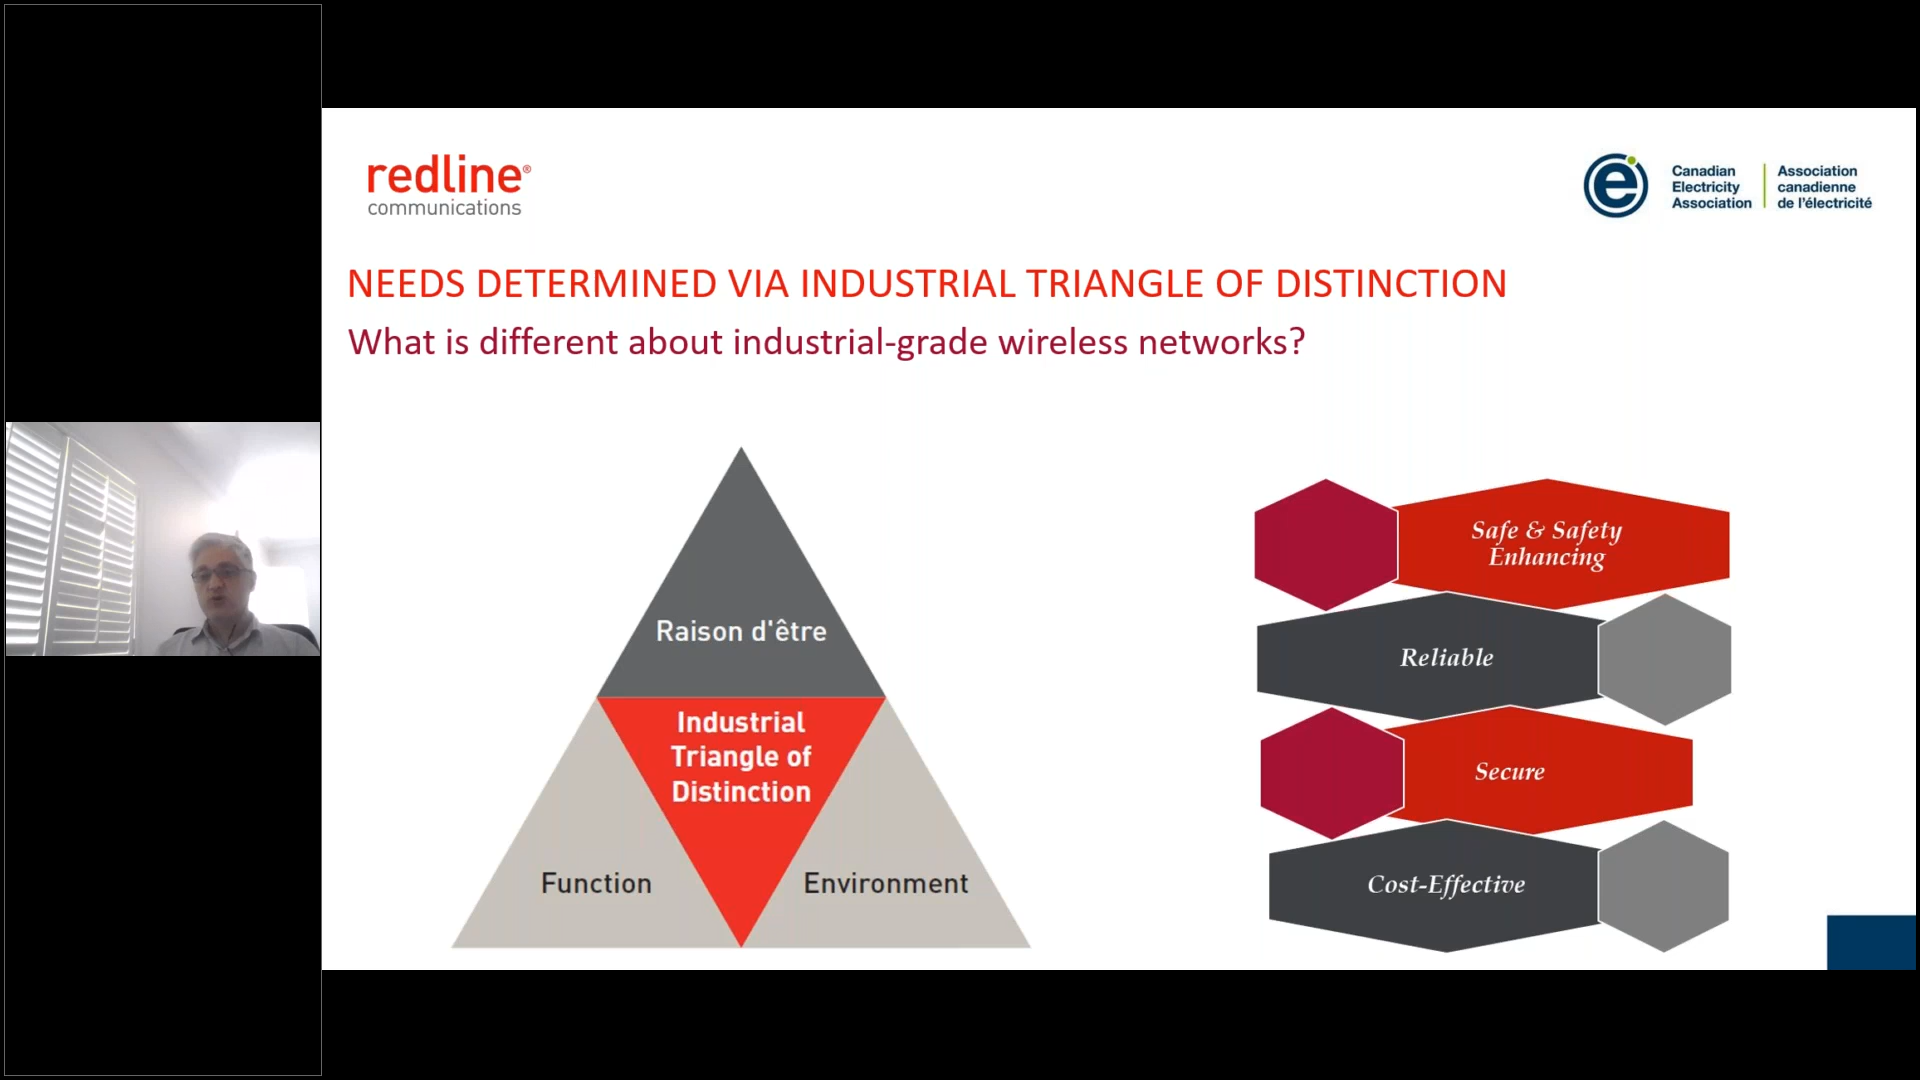 redline®
communications
Canadian
Electricity
Association
Association
canadienne
de l'électricité
NEEDS DETERMINED VIA INDUSTRIAL TRIANGLE OF DISTINCTION
What is different about industrial-grade wireless networks?
Raison d'être
Industrial
Triangle of
Distinction
Function
Environment
Safe & Safety
Enhancing
Reliable
Secure
Cost-Effective